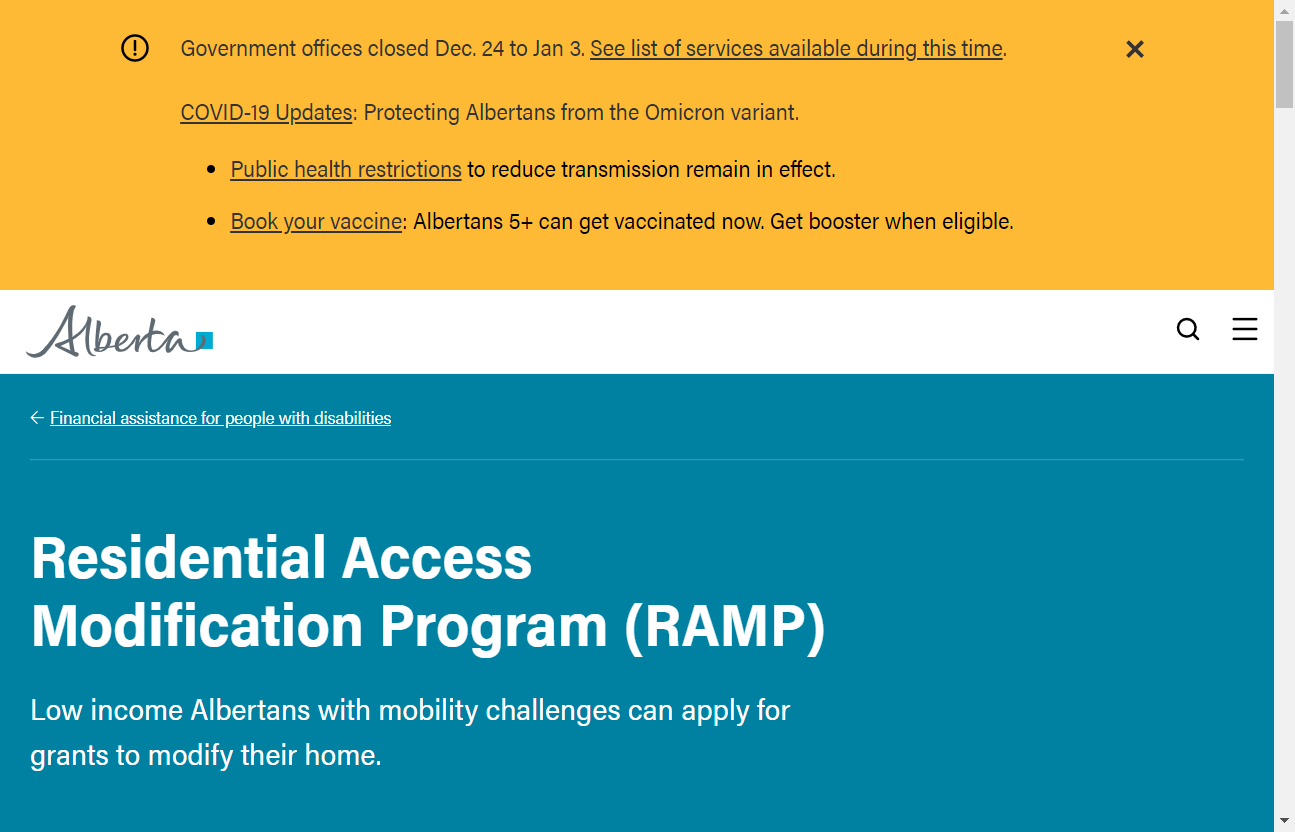 Government offices closed Dec. 24 to Jan 3. See list of services available during this time.
COVID-19 Updates: Protecting Albertans from the Omicron variant.
• Public health restrictions to reduce transmission remain in effect.
• Book your vaccine: Albertans 5+ can get vaccinated now. Get booster when eligible.
Alberta
← Financial assistance for people with disabilities
Residential Access
Modification Program (RAMP)
Low income Albertans with mobility challenges can apply for
grants to modify their home.